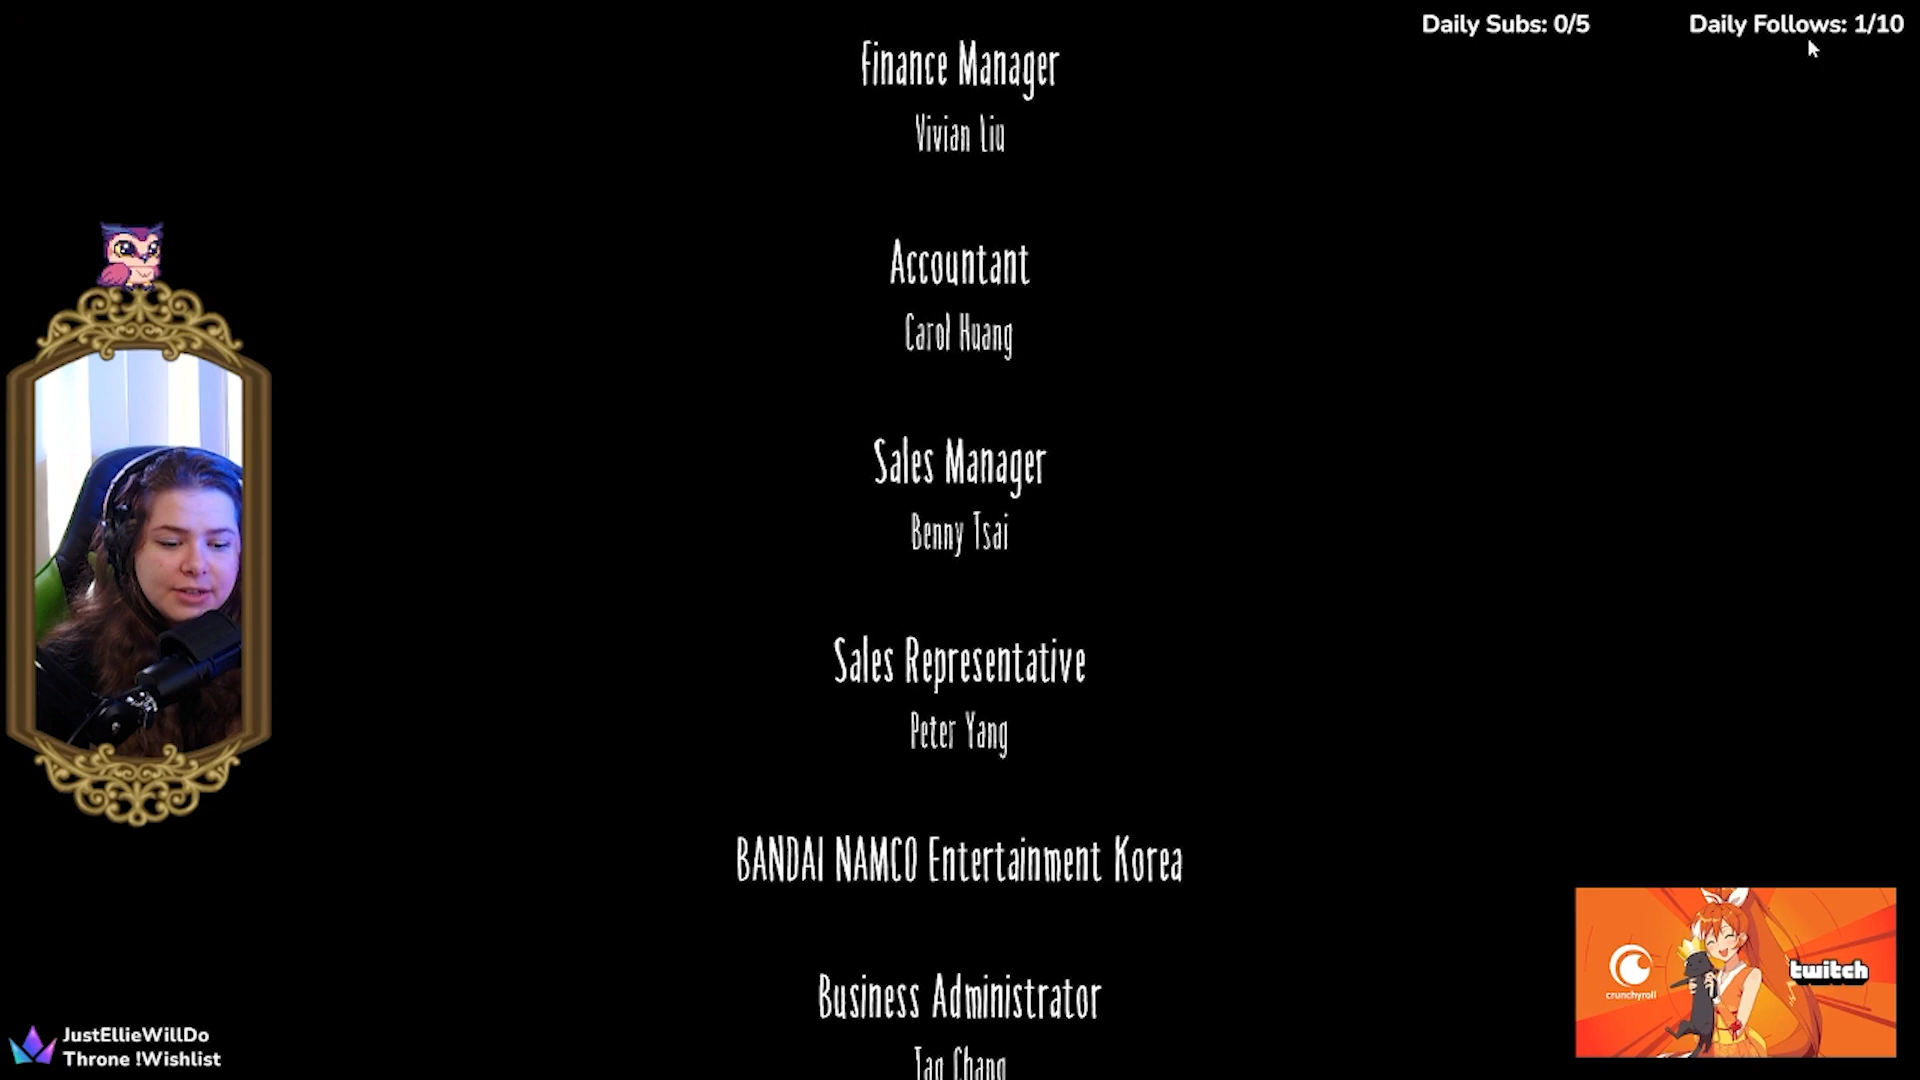 Daily Subs: 0/5
Daily Follows: 1/10
Finance Manager
Vivian Liu
Accountant
Carol Huang
Sales Manager
Benny Tsai
Sales Representative
Peter Yang
BANDAI NAMCO Entertainment Korea
Business Administrator
Chang
crunchyroll
twitch
JustEllieWillDo
Throne !Wishlist